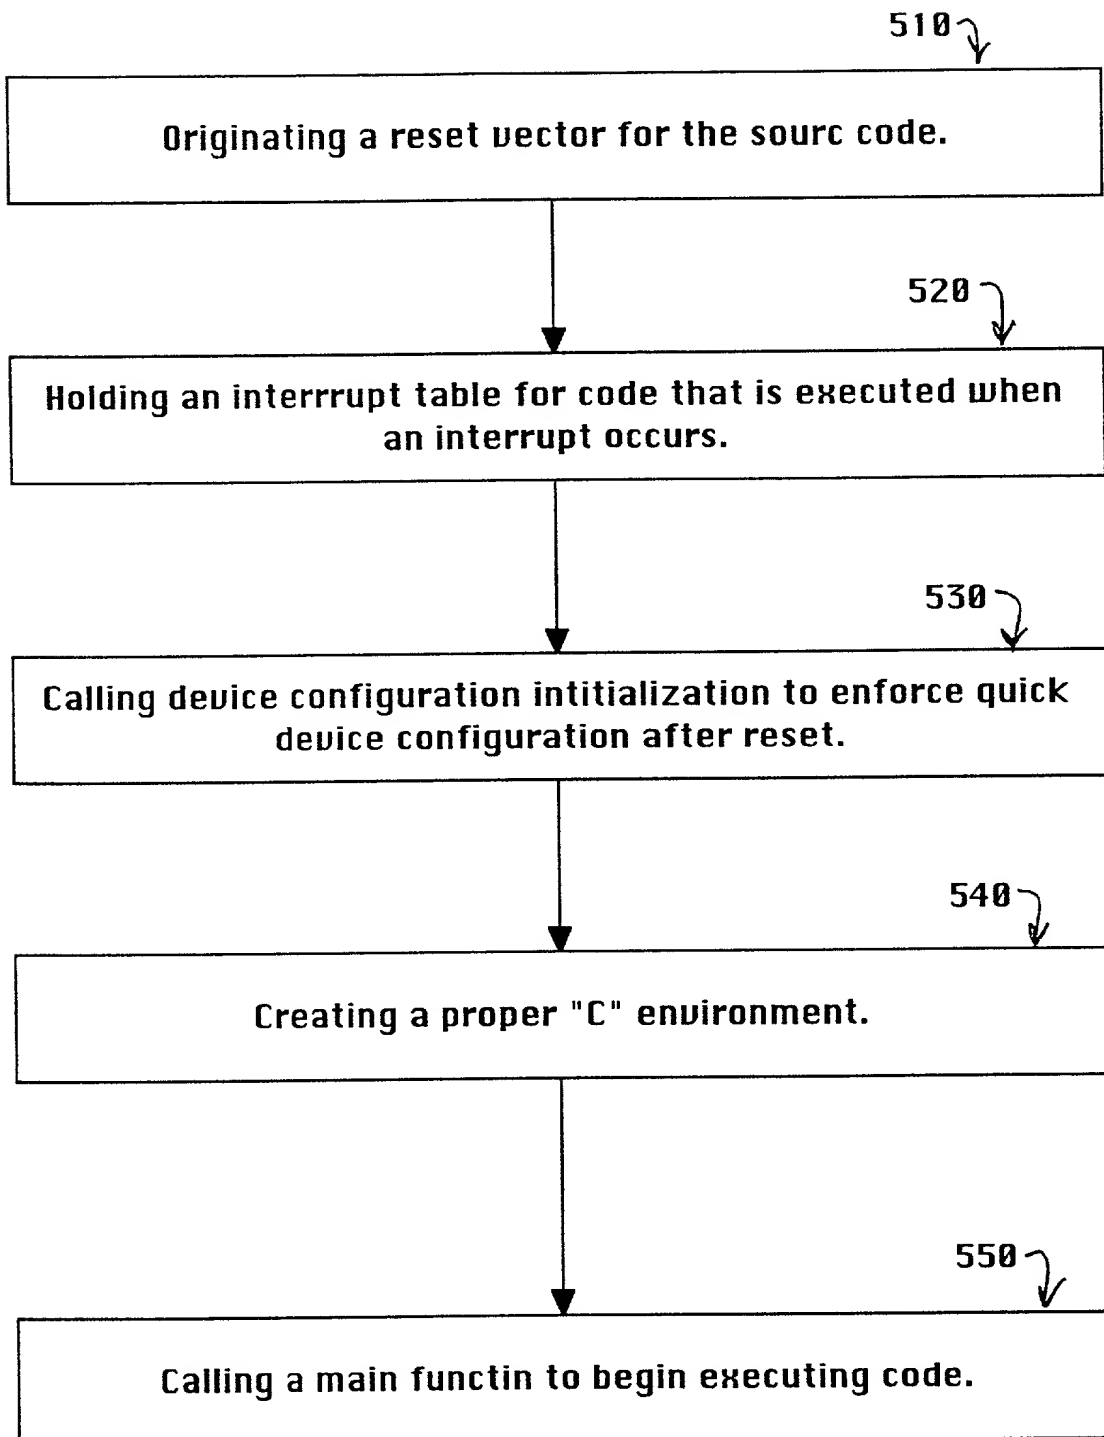 510
Originating a reset vector for the sourc code.
520
Holding an interrrupt table for code that is executed when
an interrupt occurs.
530
Calling device configuration intitialization to enforce quick
device configuration after reset.
540
Creating a proper "C" environment.
550
Calling a main functin to begin executing code.